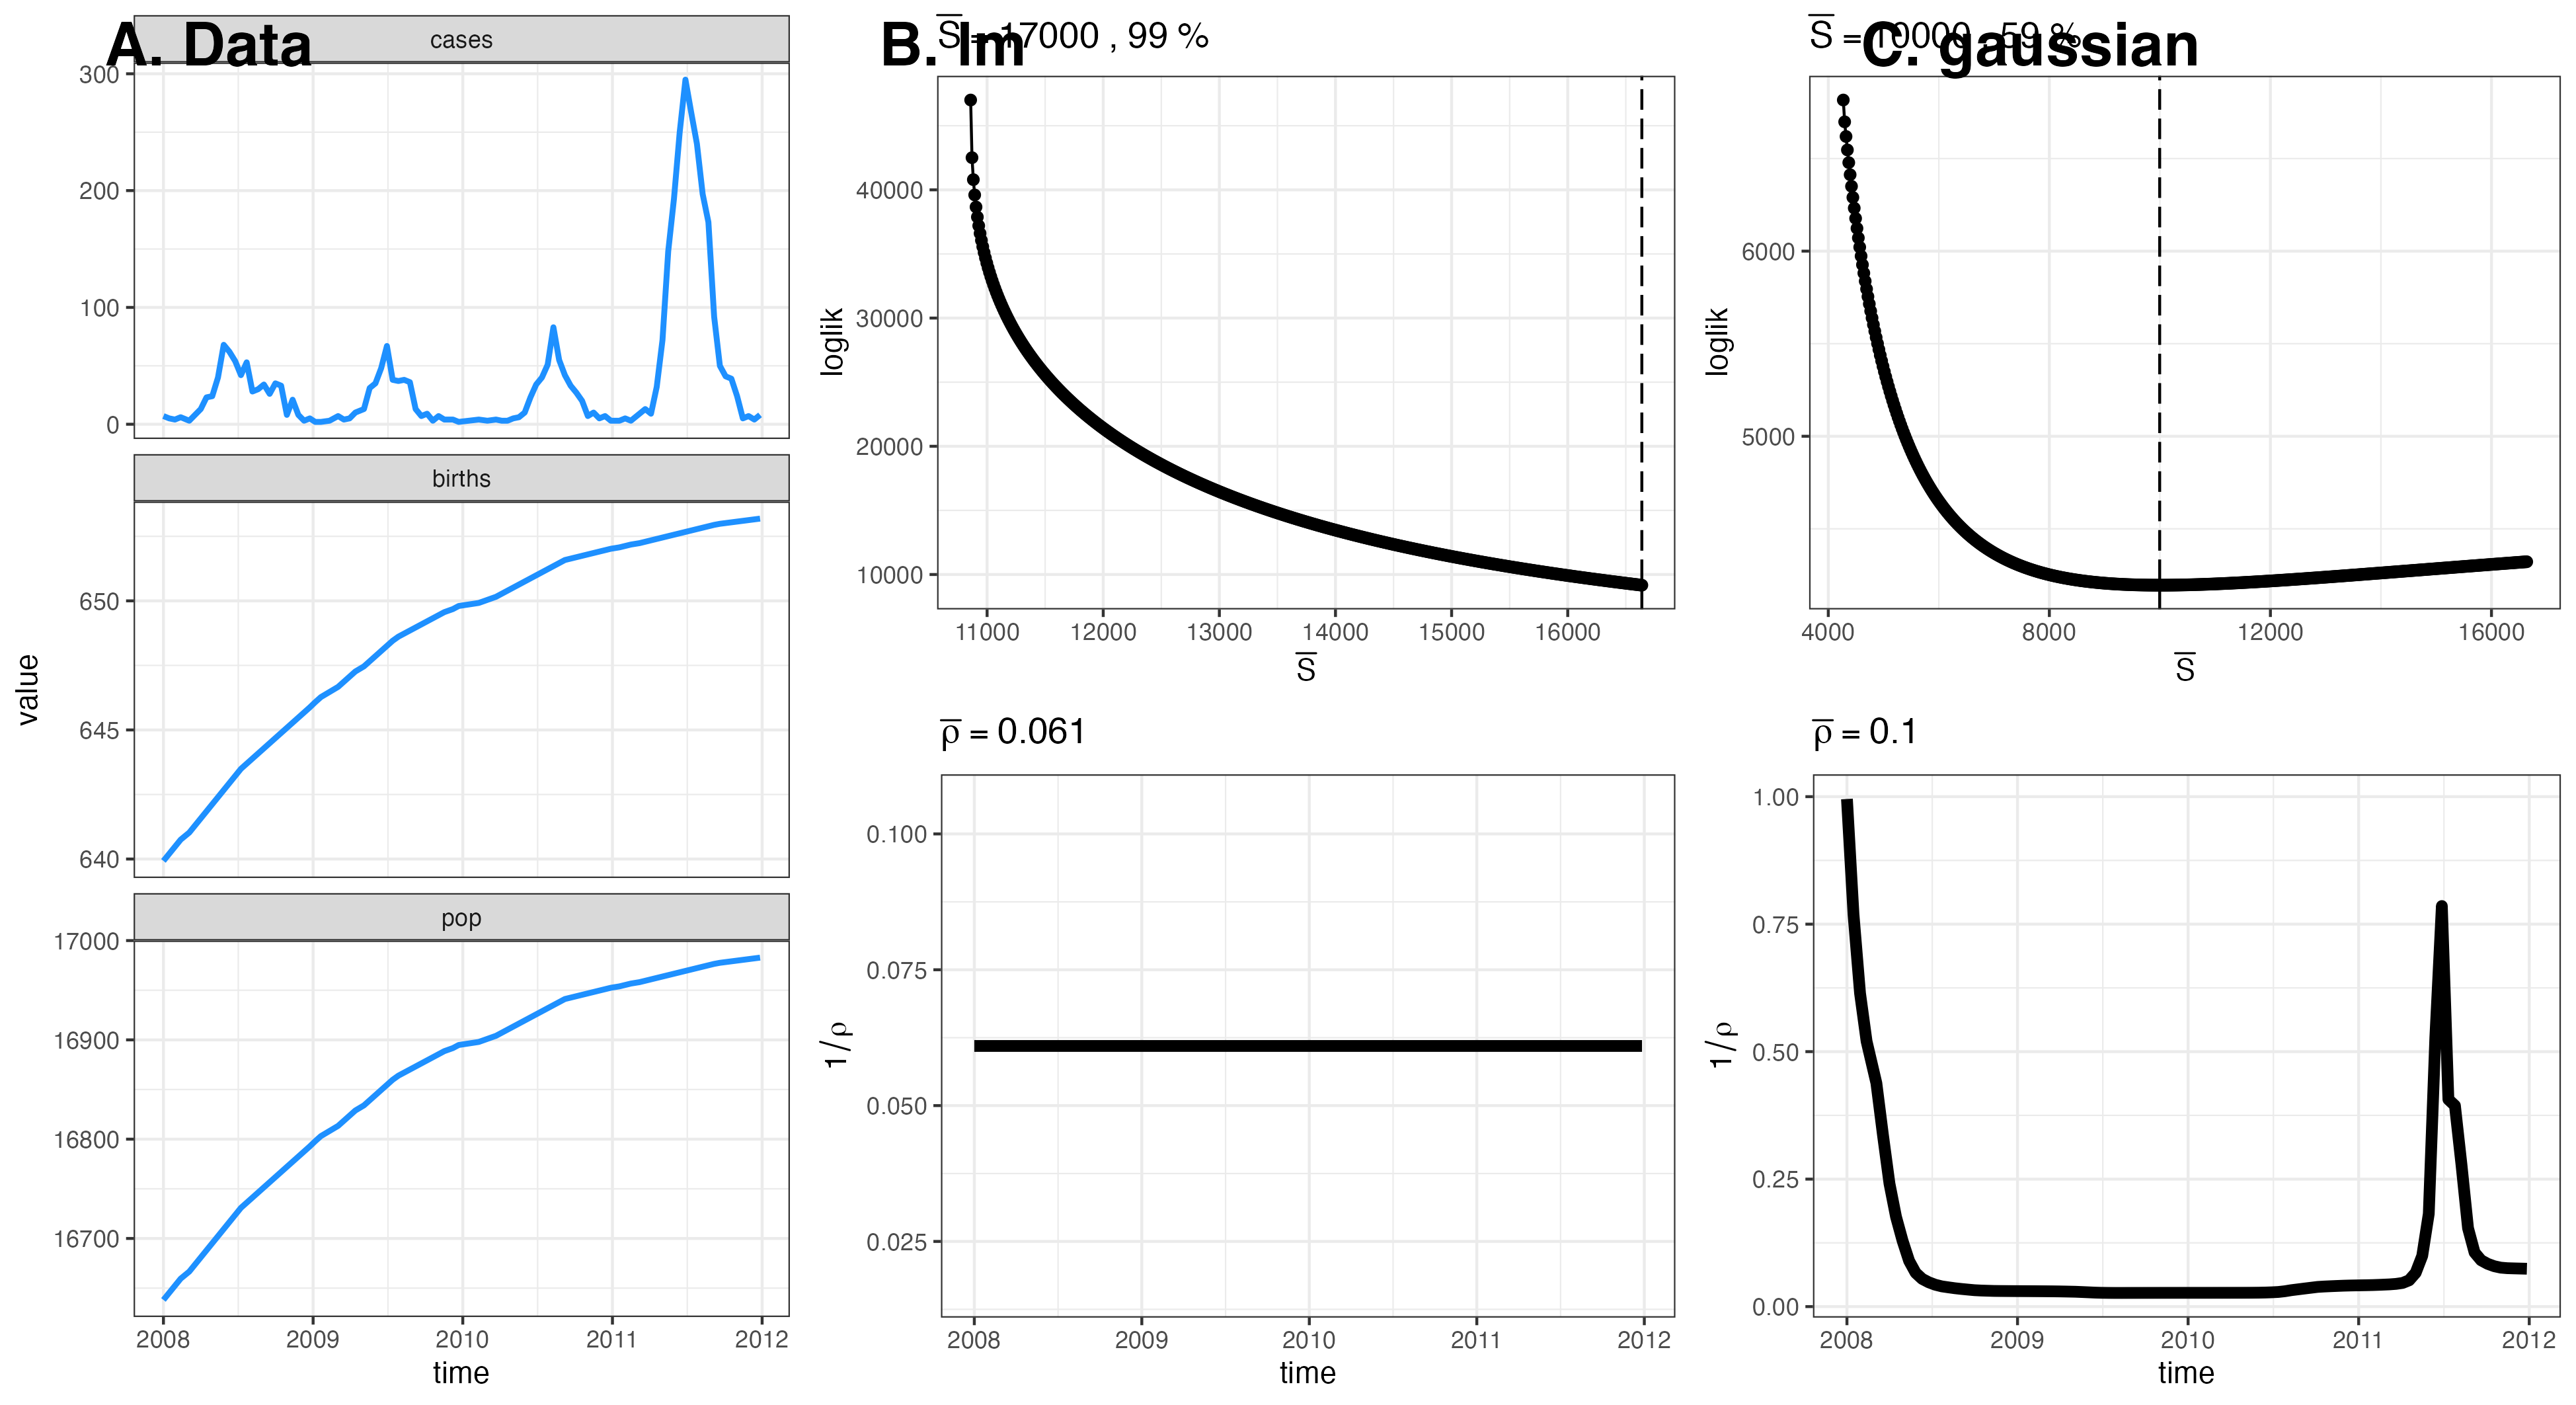 A. Data
cases
300
200
100
0
births
650
645
640
pop
17000
16900
16800
16700
value
2008 2009 2010 2011 2012
time
B. lm
S̅ = 17000 , 99 %
40000
30000
20000
10000
loglik
11000 12000 13000 14000 15000 16000
S̅
ρ̅ = 0.061
0.100
0.075
0.050
0.025
1/ρ
2008 2009 2010 2011 2012
time
C. gaussian
S̅ = 10000 , 59 %
6000
5000
loglik
4000 8000 12000 16000
S̅
ρ̅ = 0.1
1.00
0.75
0.50
0.25
0.00
1/ρ
2008 2009 2010 2011 2012
time